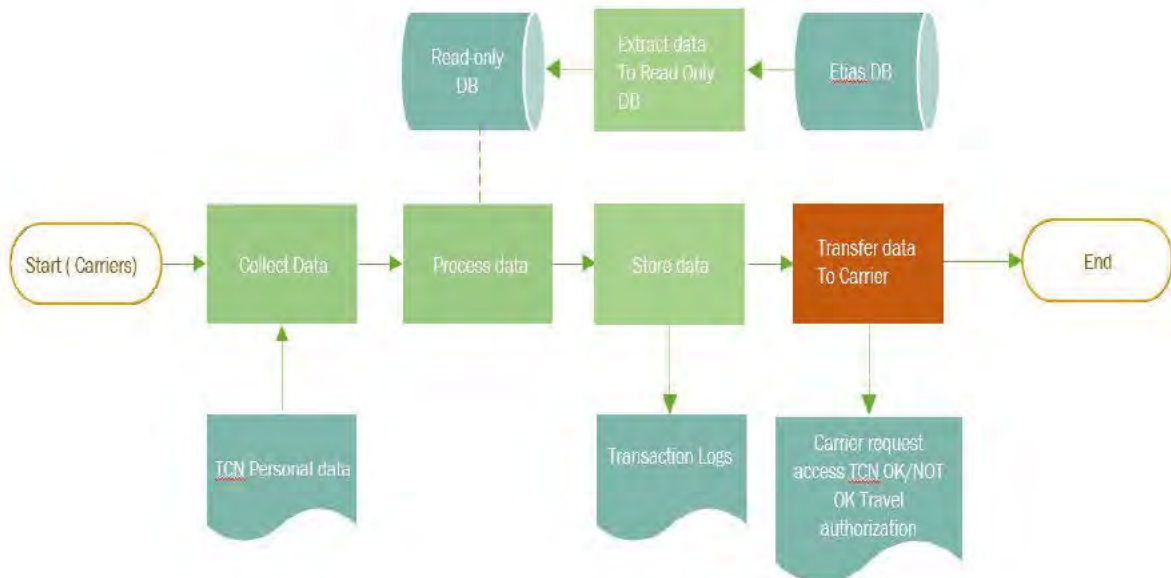 Read-only
DB
Extract data
To Read Only
DB
Etias DB
Start ( Carriers)
Collect Data
Process data
Store data
Transfer data
To Carrier
End
TCN Personal data
Transaction Logs
Carrier request
access TCN OK/NOT
OK Travel
authorization